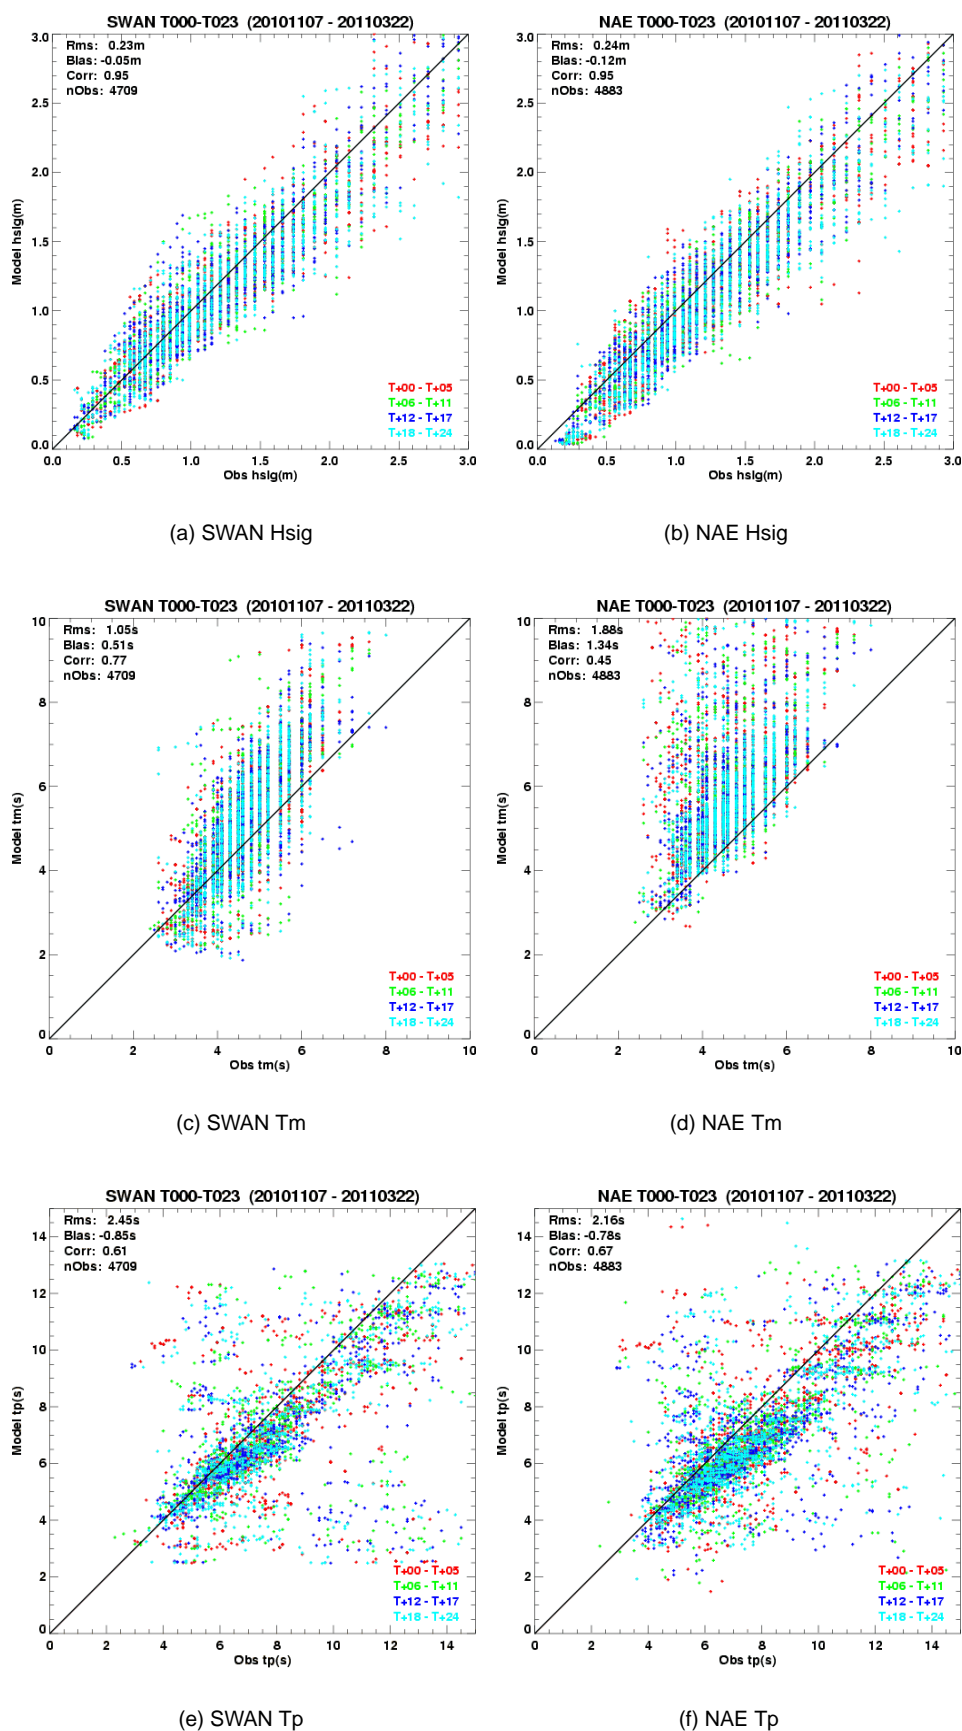 SWAN T000-T023 (20101107 - 20110322)
Rms: 0.23m
Bias: -0.05m
Corr: 0.95
nObs: 4709
3.0
2.5
2.0
1.5
1.0
0.5
0.0
Model hsig(m)
T+00 - T+05
T+06 - T+11
T+12 - T+17
T+18 - T+24
0.0 0.5 1.0 1.5 2.0 2.5 3.0
Obs hsig(m)
(a) SWAN Hsig
NAE T000-T023 (20101107 - 20110322)
Rms: 0.24m
Bias: -0.12m
Corr: 0.95
nObs: 4883
3.0
2.5
2.0
1.5
1.0
0.5
0.0
Model hsig(m)
T+00 - T+05
T+06 - T+11
T+12 - T+17
T+18 - T+24
0.0 0.5 1.0 1.5 2.0 2.5 3.0
Obs hsig(m)
(b) NAE Hsig
SWAN T000-T023 (20101107 - 20110322)
Rms: 1.05s
Bias: 0.51s
Corr: 0.77
nObs: 4709
10
8
6
4
2
0
Model tm(s)
T+00 - T+05
T+06 - T+11
T+12 - T+17
T+18 - T+24
0 2 4 6 8 10
Obs tm(s)
(c) SWAN Tm
NAE T000-T023 (20101107 - 20110322)
Rms: 1.88s
Bias: 1.34s
Corr: 0.45
nObs: 4883
10
8
6
4
2
0
Model tm(s)
T+00 - T+05
T+06 - T+11
T+12 - T+17
T+18 - T+24
0 2 4 6 8 10
Obs tm(s)
(d) NAE Tm
SWAN T000-T023 (20101107 - 20110322)
Rms: 2.45s
Bias: -0.85s
Corr: 0.61
nObs: 4709
14
12
10
8
6
4
2
0
Model tp(s)
T+00 - T+05
T+06 - T+11
T+12 - T+17
T+18 - T+24
0 2 4 6 8 10 12 14
Obs tp(s)
(e) SWAN Tp
NAE T000-T023 (20101107 - 20110322)
Rms: 2.16s
Bias: -0.78s
Corr: 0.67
nObs: 4883
14
12
10
8
6
4
2
0
Model tp(s)
T+00 - T+05
T+06 - T+11
T+12 - T+17
T+18 - T+24
0 2 4 6 8 10 12 14
Obs tp(s)
(f) NAE Tp